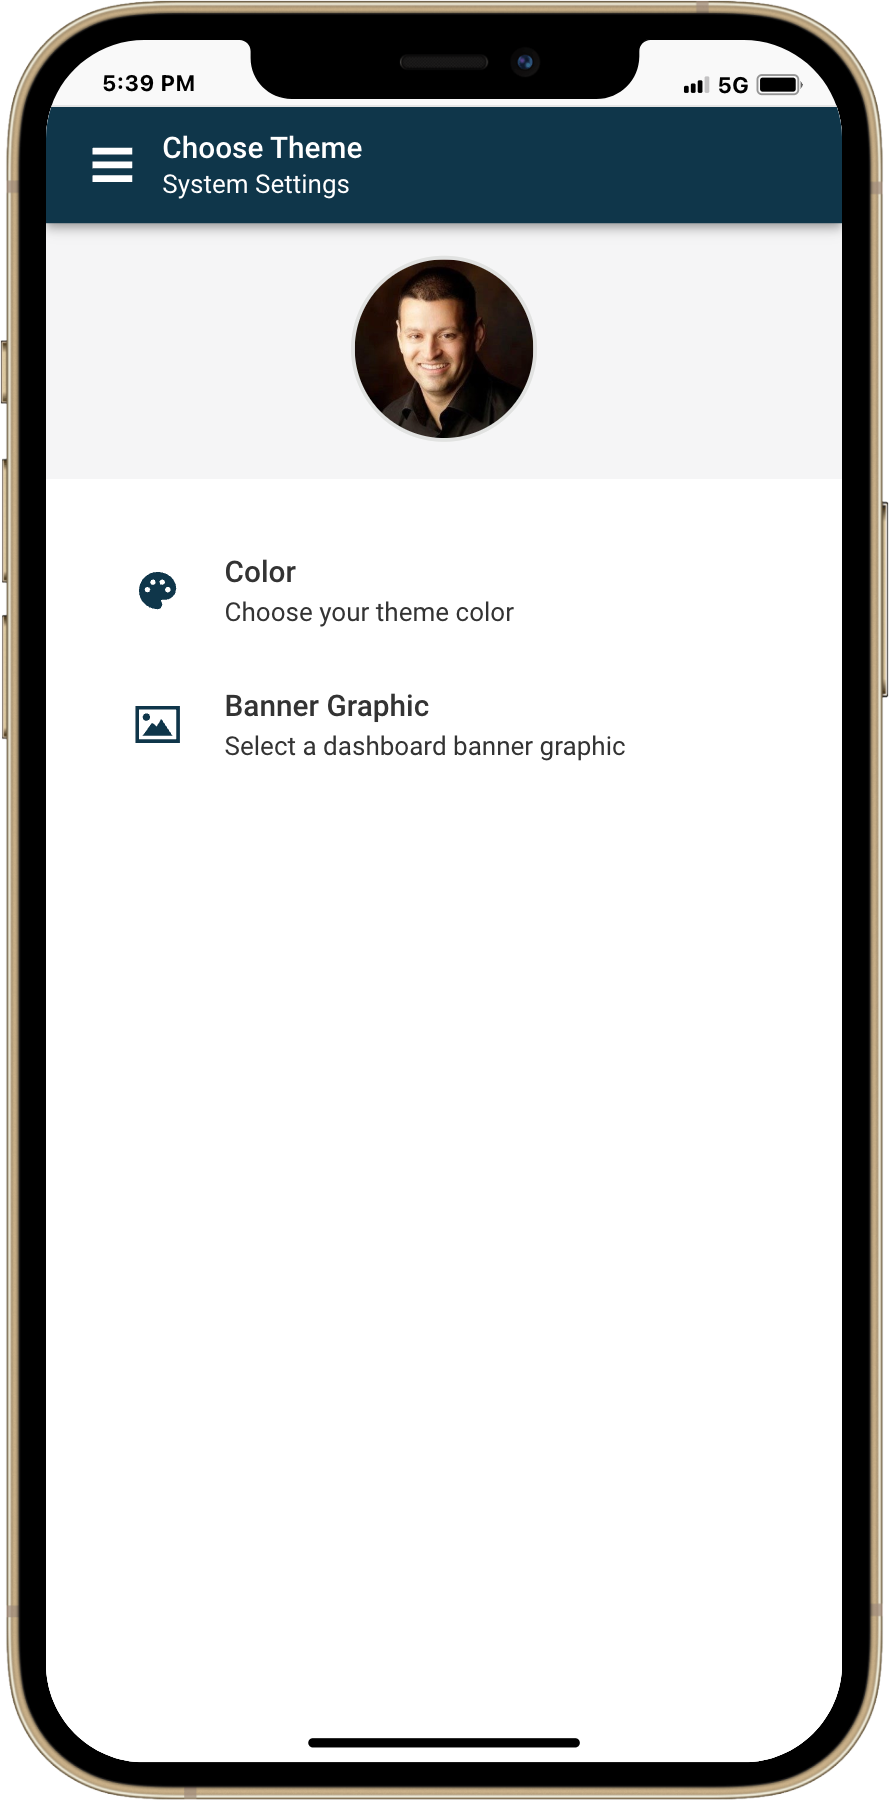 5:39 PM
5G
Choose Theme
System Settings
Color
Choose your theme color
Banner Graphic
Select a dashboard banner graphic